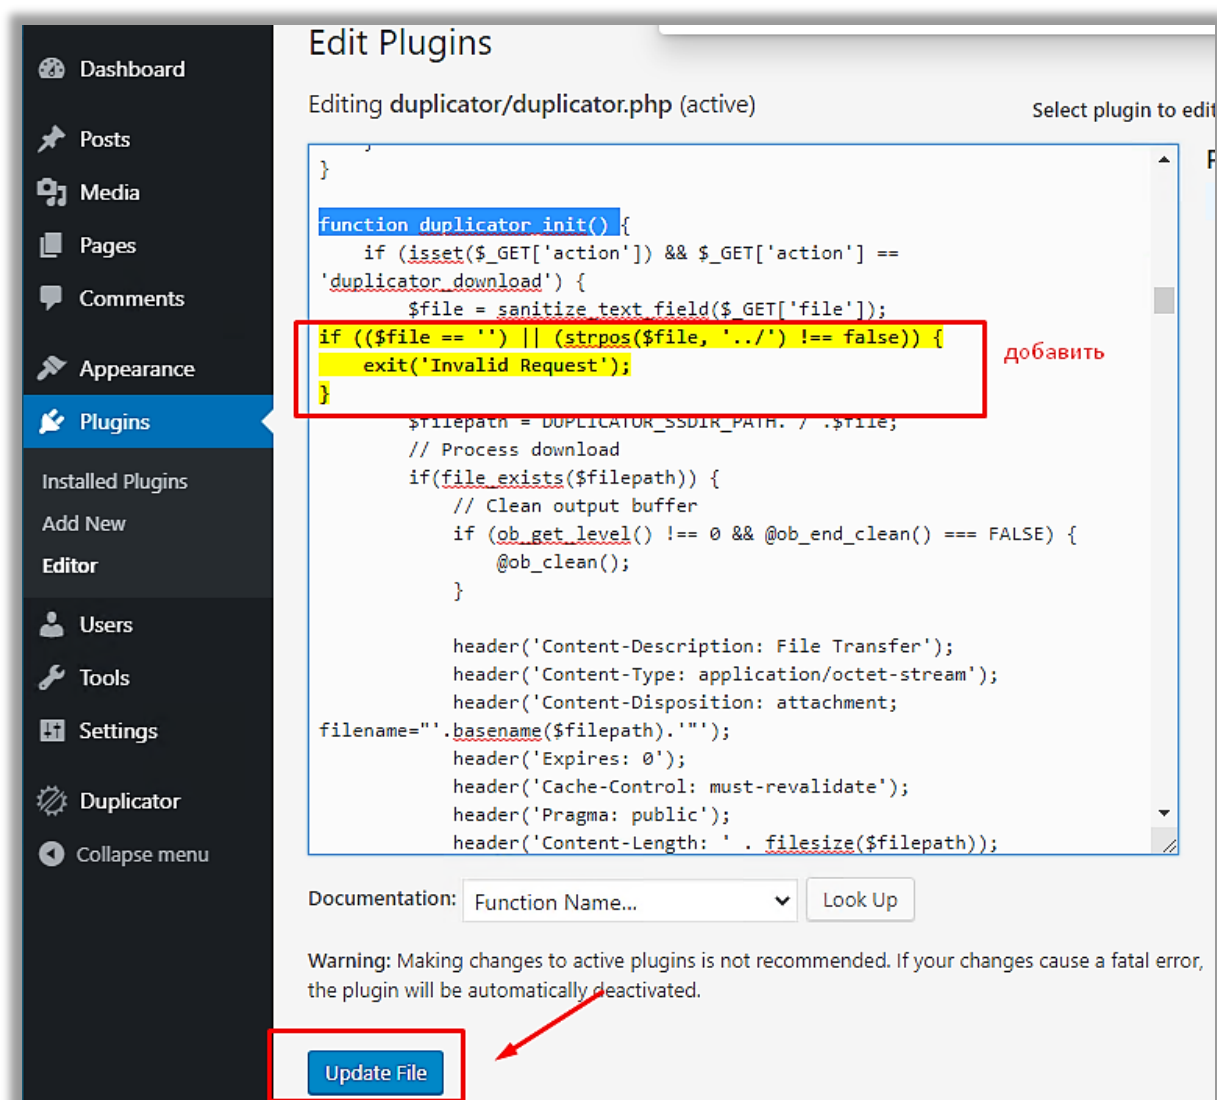 Edit Plugins
Dashboard
Editing duplicator/duplicator.php (active)
Select plugin to edit
Posts
Media
Pages
Comments
Appearance
Plugins
Installed Plugins
Add New
Editor
Users
Tools
Settings
Duplicator
Collapse menu
}
function duplicator_init() {
if (isset($_GET['action']) && $_GET['action'] ==
'duplicator_download') {
$file = sanitize_text_field($_GET['file']);
if (($file == '') || (strpos($file, '../') !== false)) {
exit('Invalid Request');
}
добавить
$filepath = DUPLICATOR_SSDIR_PATH.'/'.$file;
// Process download
if(file_exists($filepath)) {
// Clean output buffer
if (ob_get_level() !== 0 && @ob_end_clean() === FALSE) {
@ob_clean();
}
header('Content-Description: File Transfer');
header('Content-Type: application/octet-stream');
header('Content-Disposition: attachment;
filename="'.basename($filepath).'"');
header('Expires: 0');
header('Cache-Control: must-revalidate');
header('Pragma: public');
header('Content-Length: ' . filesize($filepath));
Documentation: Function Name... Look Up
Warning: Making changes to active plugins is not recommended. If your changes cause a fatal error,
the plugin will be automatically deactivated.
Update File